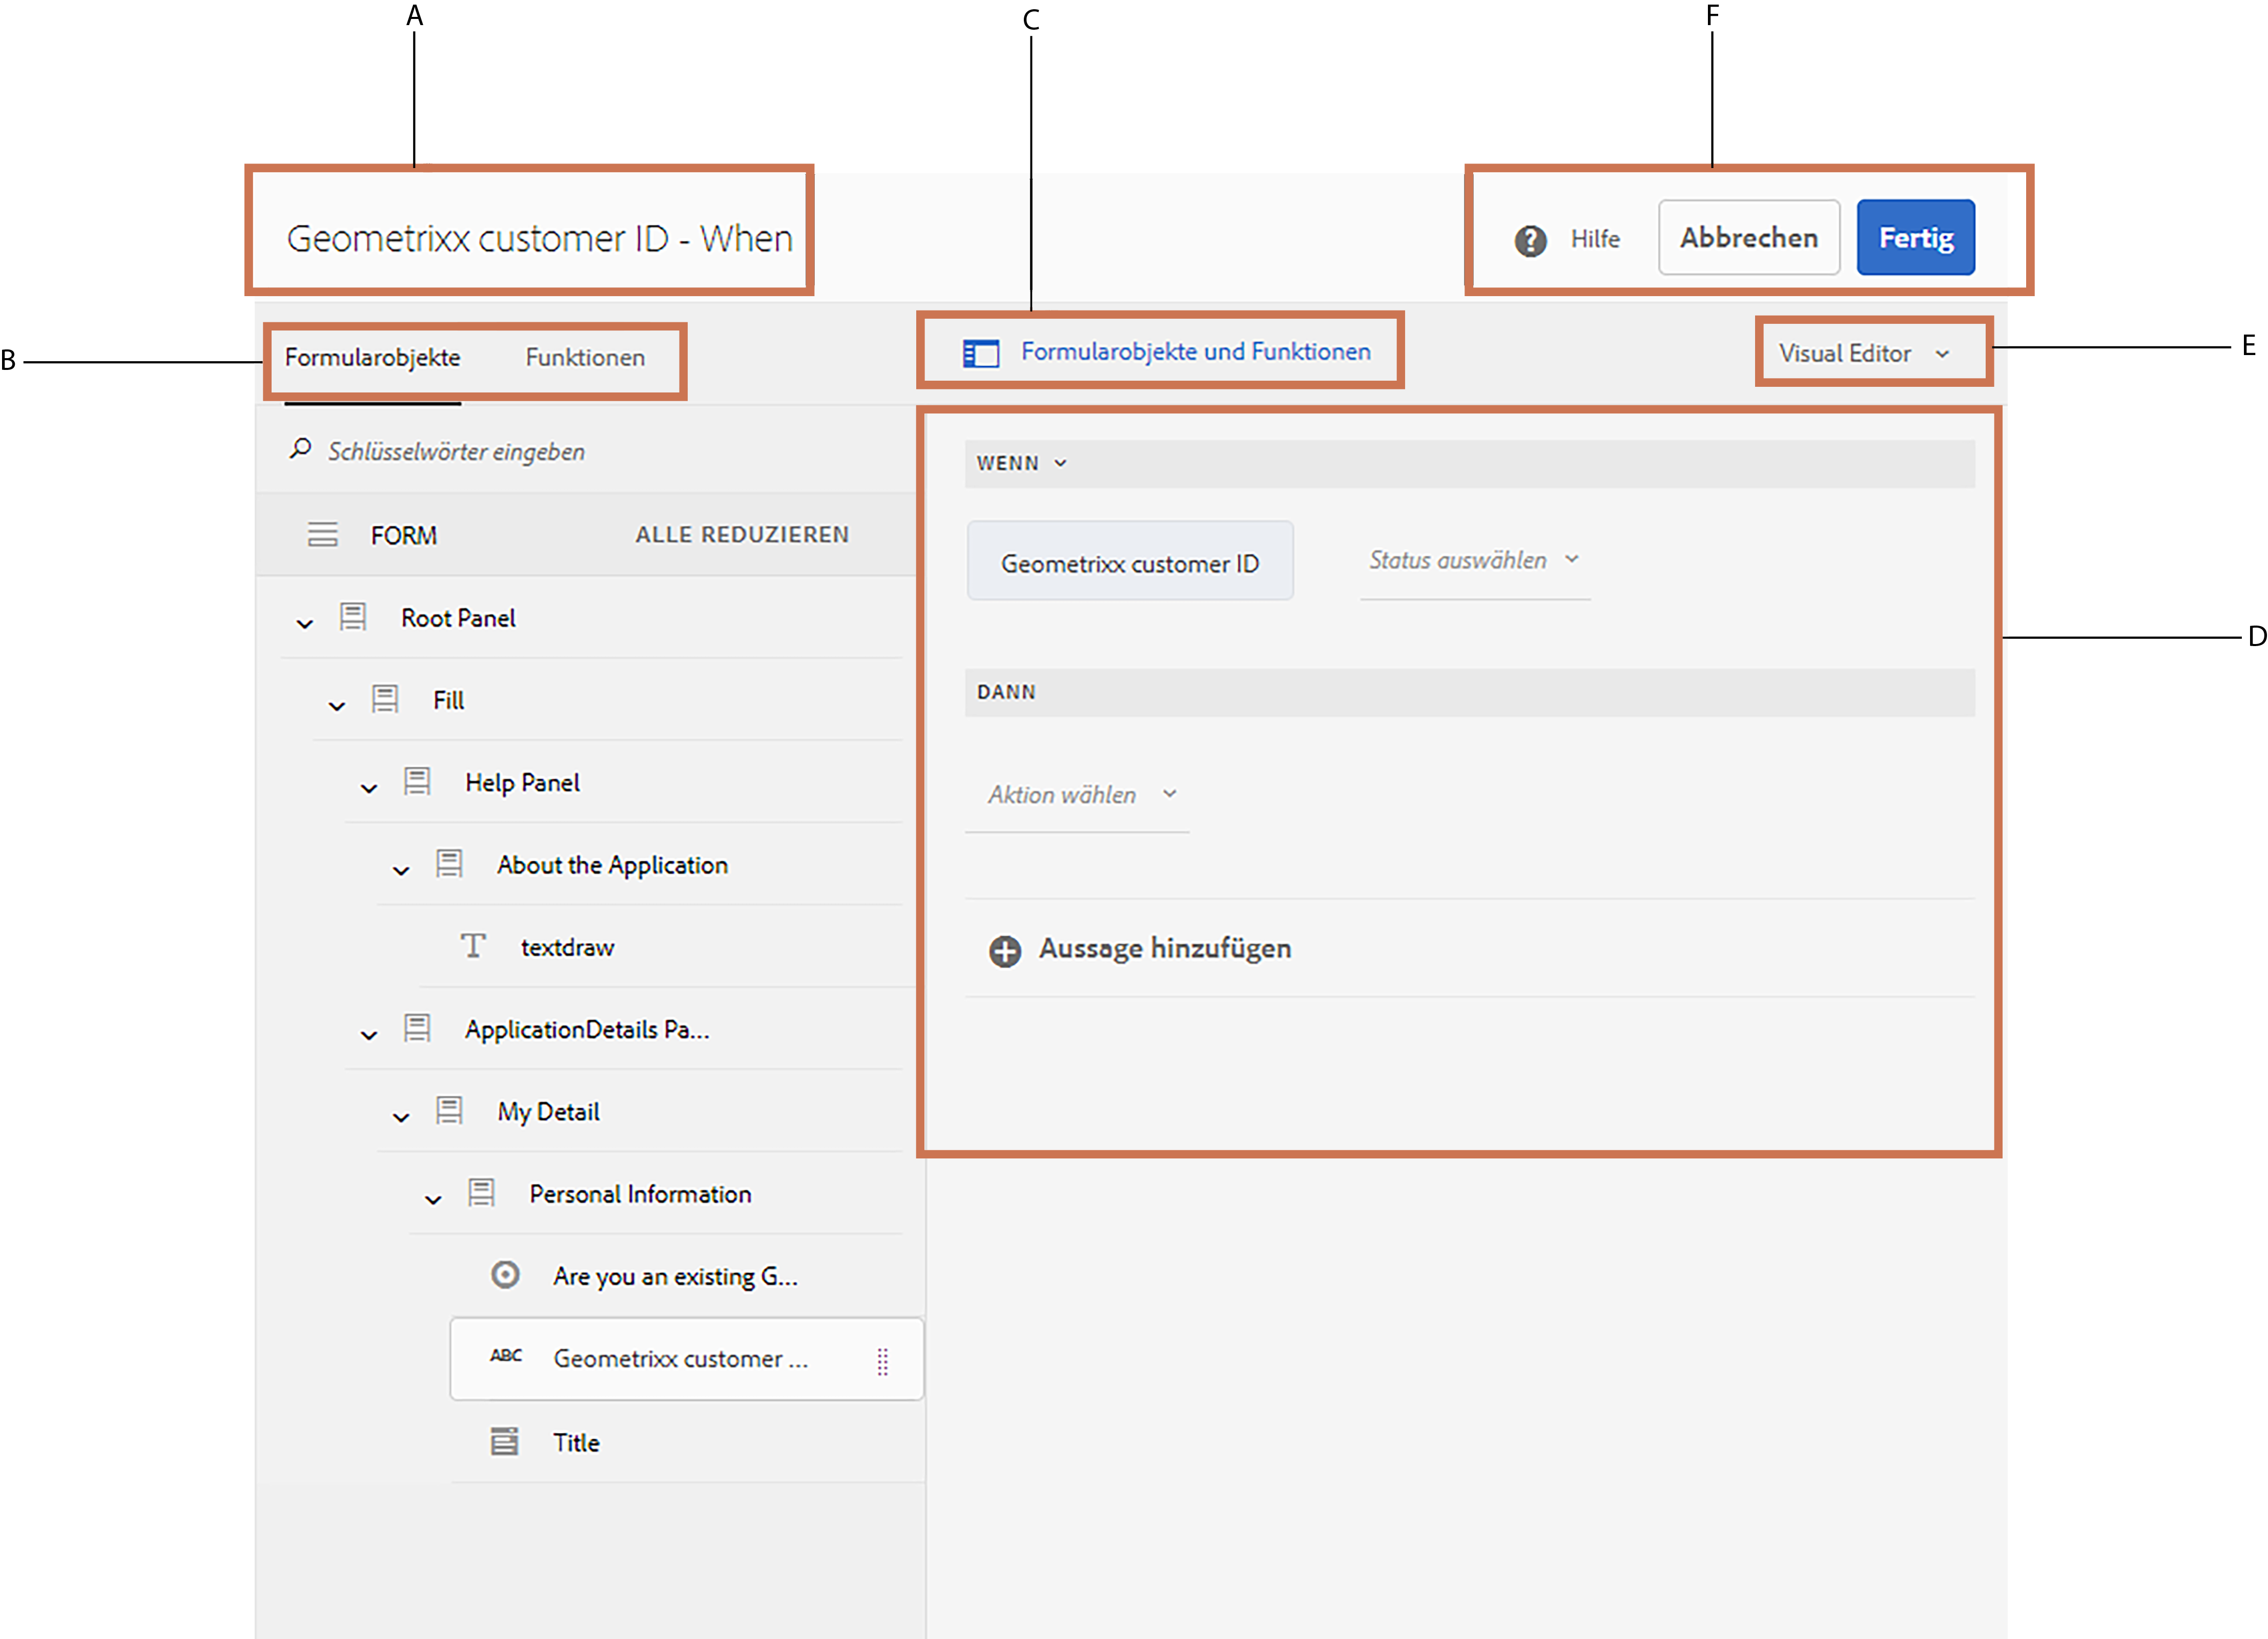 A
C
F
Geometrixx customer ID - When
Hilfe
Abbrechen
Fertig
B
Formularobjekte
Funktionen
Formularobjekte und Funktionen
Visual Editor
E
Schlüsselwörter eingeben
WENN
FORM
ALLE REDUZIEREN
Geometrixx customer ID
Status auswählen
Root Panel
D
DANN
Fill
Help Panel
Aktion wählen
About the Application
textdraw
Aussage hinzufügen
ApplicationDetails Pa...
My Detail
Personal Information
Are you an existing G...
ABC
Geometrixx customer ...
Title